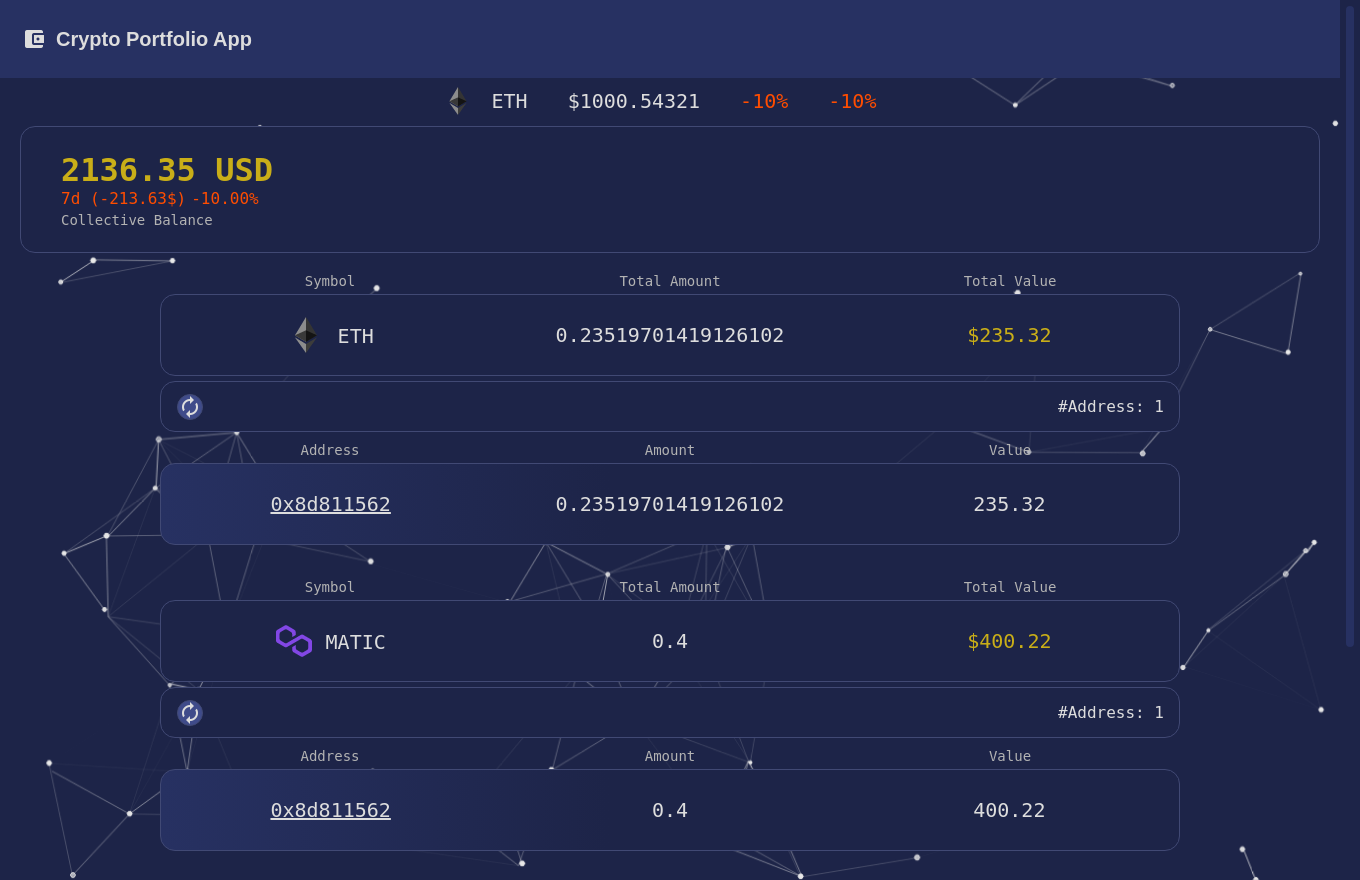 Crypto Portfolio App
ETH $1000.54321 -10% -10%
2136.35 USD
7d (-213.63$) -10.00%
Collective Balance
Symbol Total Amount Total Value
ETH 0.23519701419126102 $235.32
#Address: 1
Address Amount Value
0x8d811562 0.23519701419126102 235.32
Symbol Total Amount Total Value
MATIC 0.4 $400.22
#Address: 1
Address Amount Value
0x8d811562 0.4 400.22